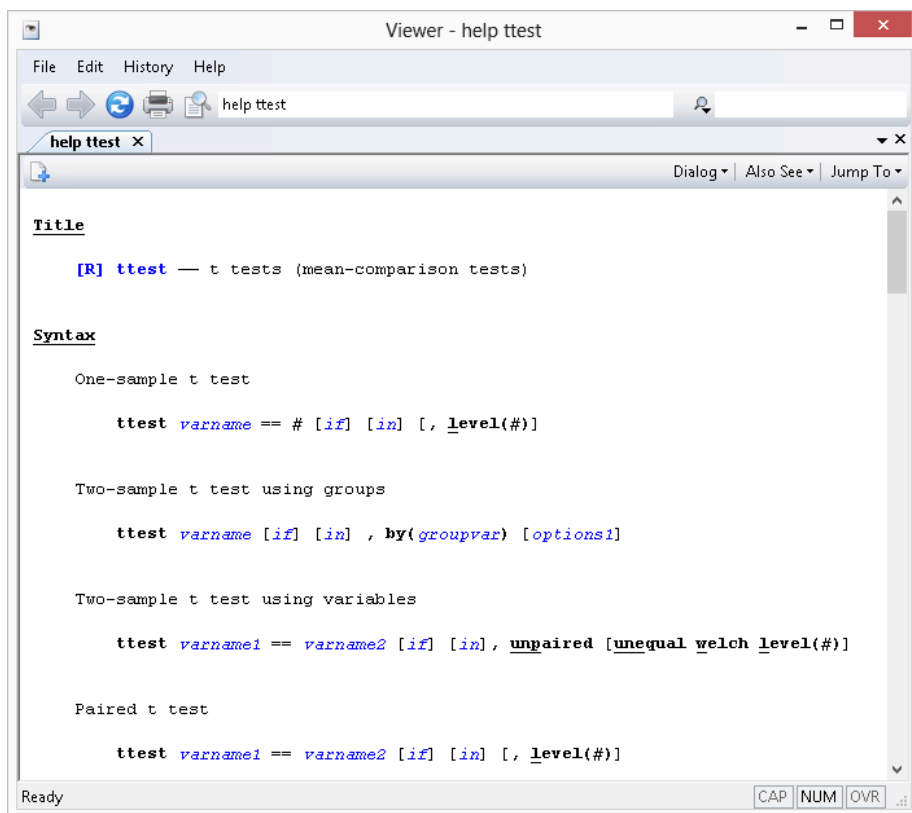 Viewer - help ttest
File Edit History Help
help ttest
help ttest X
Dialog Also See Jump To
Title
[R] ttest — t tests (mean-comparison tests)
Syntax
One-sample t test
ttest varname == # [if] [in] [, level(#)]
Two-sample t test using groups
ttest varname [if] [in] , by(groupvar) [options1]
Two-sample t test using variables
ttest varname1 == varname2 [if] [in], unpaired [unequal welch level(#)]
Paired t test
ttest varname1 == varname2 [if] [in] [, level(#)]
Ready CAP NUM OVR